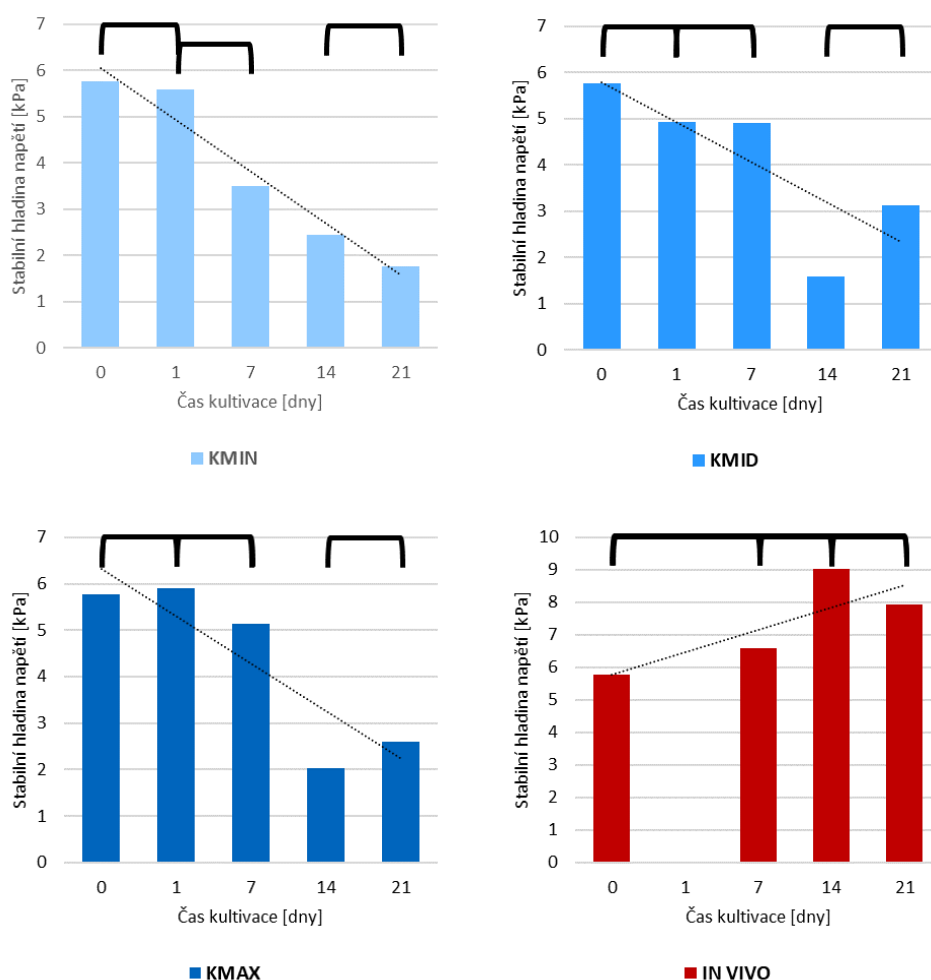 7
6
5
4
3
2
1
0
Stabilní hladina napětí [kPa]
0 1 7 14 21
Čas kultivace [dny]
KMIN
7
6
5
4
3
2
1
0
Stabilní hladina napětí [kPa]
0 1 7 14 21
Čas kultivace [dny]
KMID
7
6
5
4
3
2
1
0
Stabilní hladina napětí [kPa]
0 1 7 14 21
Čas kultivace [dny]
KMAX
10
9
8
7
6
5
4
3
2
1
0
Stabilní hladina napětí [kPa]
0 1 7 14 21
Čas kultivace [dny]
IN VIVO